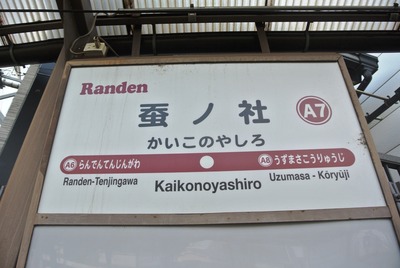 Randen
蚕ノ社
A7
かいこのやしろ
A6 らんでんてんじんがわ
A8 うずまさこうりゅうじ
Randen-Tenjingawa
Kaikonoyashiro
Uzumasa - Kōryūji